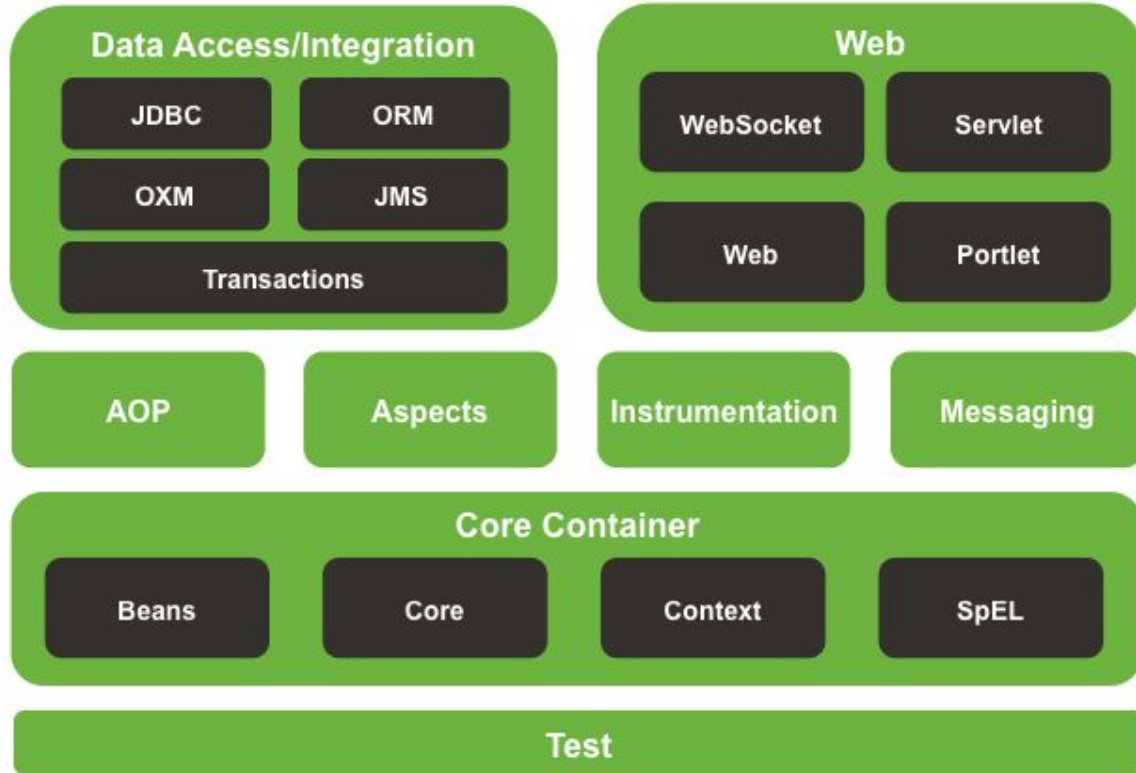 Data Access/Integration
JDBC
ORM
OXM
JMS
Transactions
Web
WebSocket
Servlet
Web
Portlet
AOP
Aspects
Instrumentation
Messaging
Core Container
Beans
Core
Context
SpEL
Test